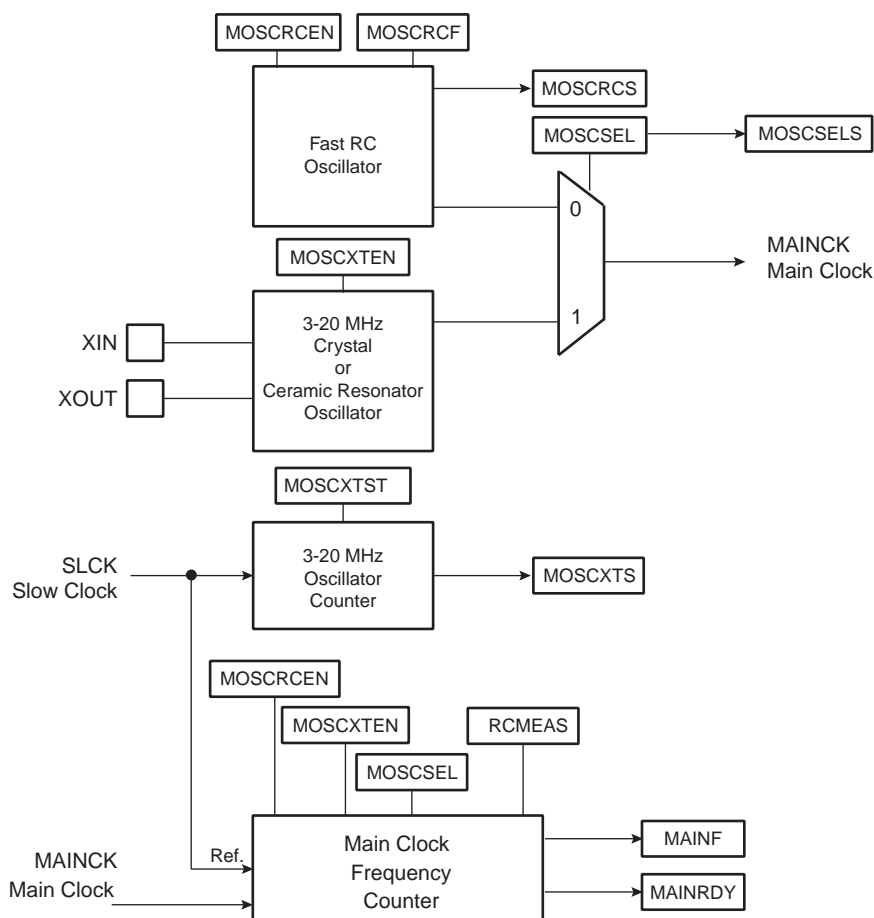 MOSCRCEN
MOSCRCF
MOSCRCS
Fast RC
Oscillator
MOSCSEL
MOSCSELS
0
MAINCK
Main Clock
MOSCXTEN
3-20 MHz
Crystal
or
Ceramic Resonator
Oscillator
1
XIN
XOUT
MOSCXTST
3-20 MHz
Oscillator
Counter
SLCK
Slow Clock
MOSCXTS
MOSCRCEN
MOSCXTEN
RCMEAS
MOSCSEL
Main Clock
Frequency
Counter
MAINF
MAINCK
Main Clock
Ref.
MAINRDY